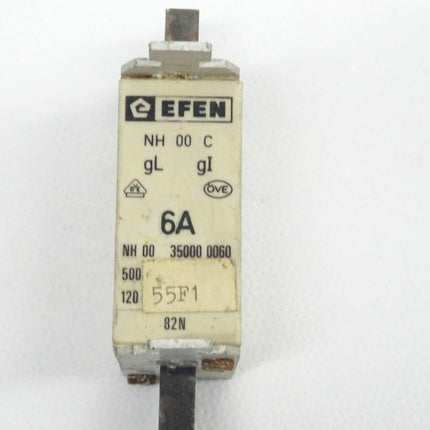 EFEN
NH 00 C
gL gI
ÖVE
6A
NH 00 35000 0060
500
120 55F1
82N